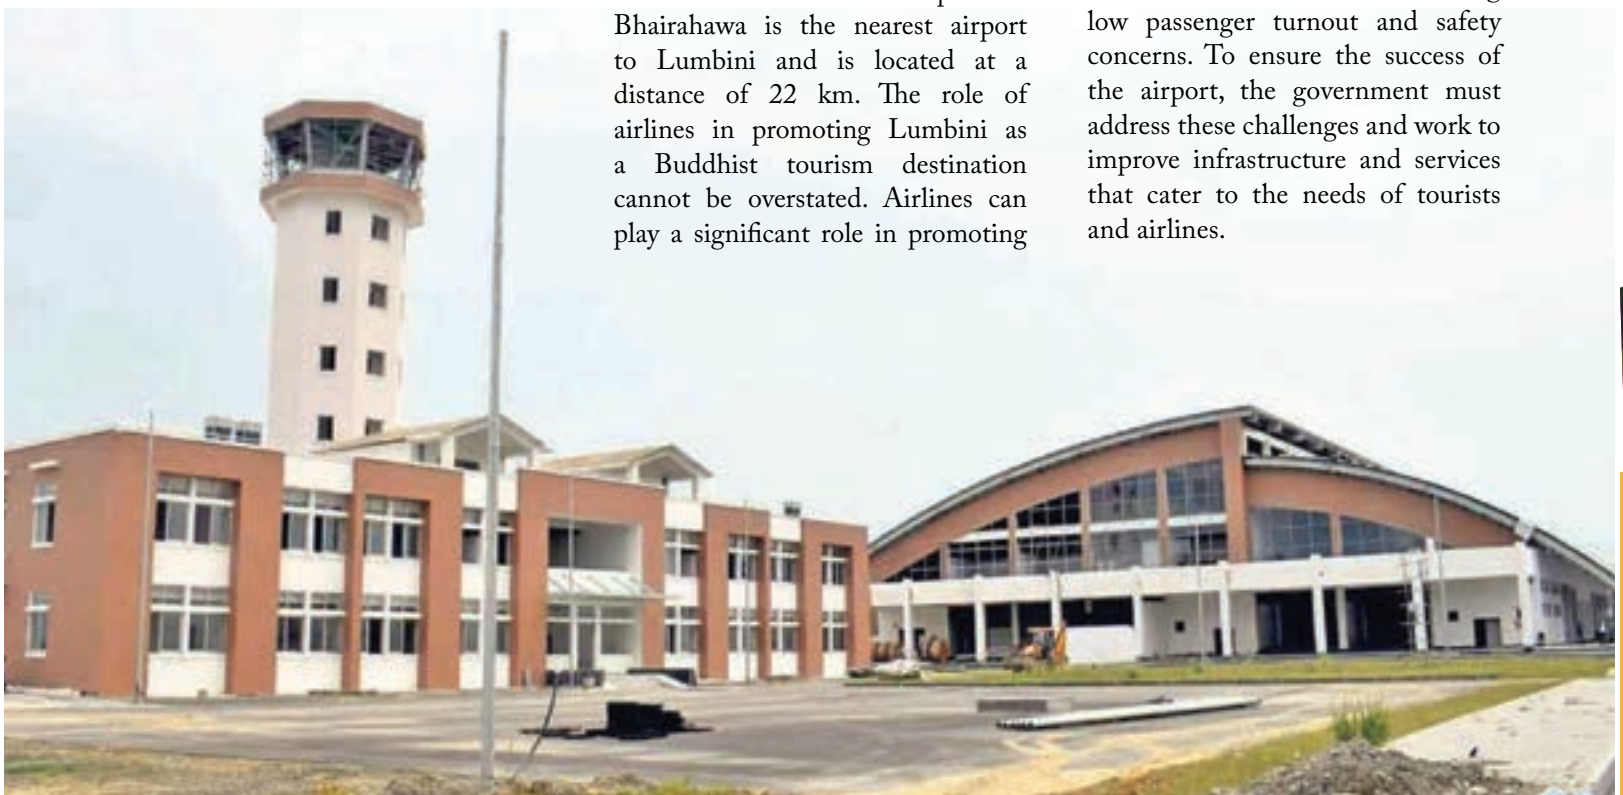 Bhairahawa is the nearest airport
to Lumbini and is located at a
distance of 22 km. The role of
airlines in promoting Lumbini as
a Buddhist tourism destination
cannot be overstated. Airlines can
play a significant role in promoting
low passenger turnout and safety
concerns. To ensure the success of
the airport, the government must
address these challenges and work to
improve infrastructure and services
that cater to the needs of tourists
and airlines.